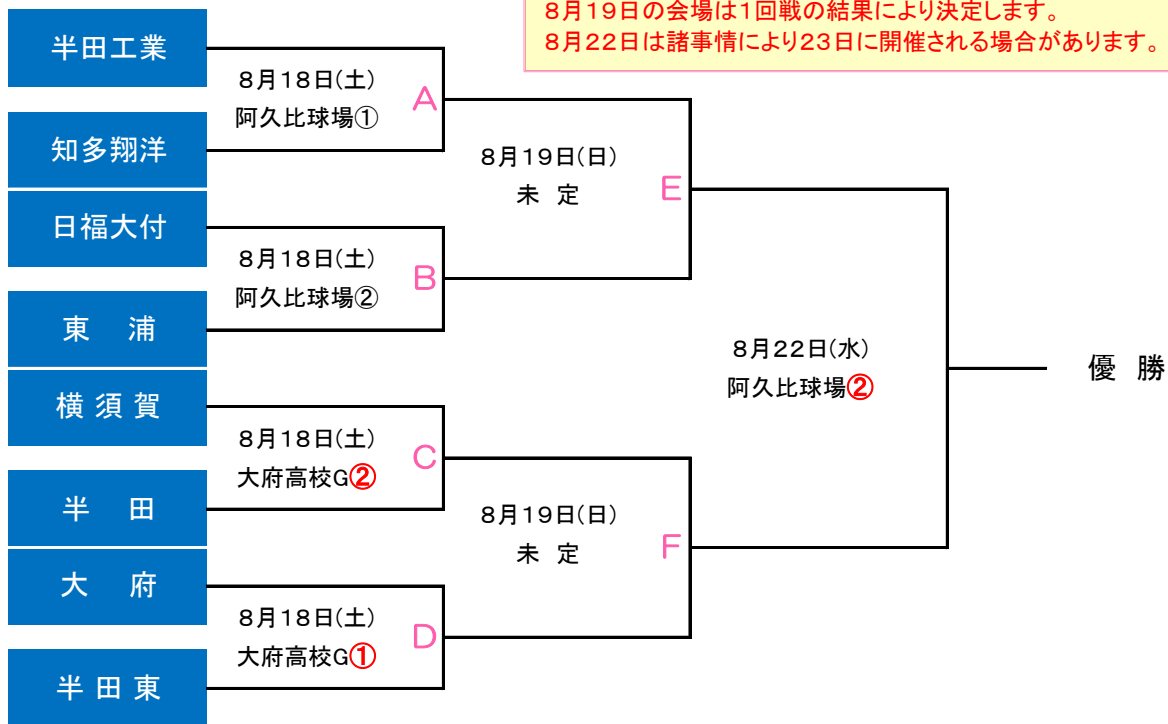 8月19日の会場は1回戦の結果により決定します。
8月22日は諸事情により23日に開催される場合があります。
半田工業
8月18日(土)
阿久比球場①
A
知多翔洋
8月19日(日)
未 定
E
日福大付
8月18日(土)
阿久比球場②
B
東 浦
8月22日(水)
阿久比球場②
優 勝
横須賀
8月18日(土)
大府高校G②
C
半 田
8月19日(日)
未 定
F
大 府
8月18日(土)
大府高校G①
D
半田東